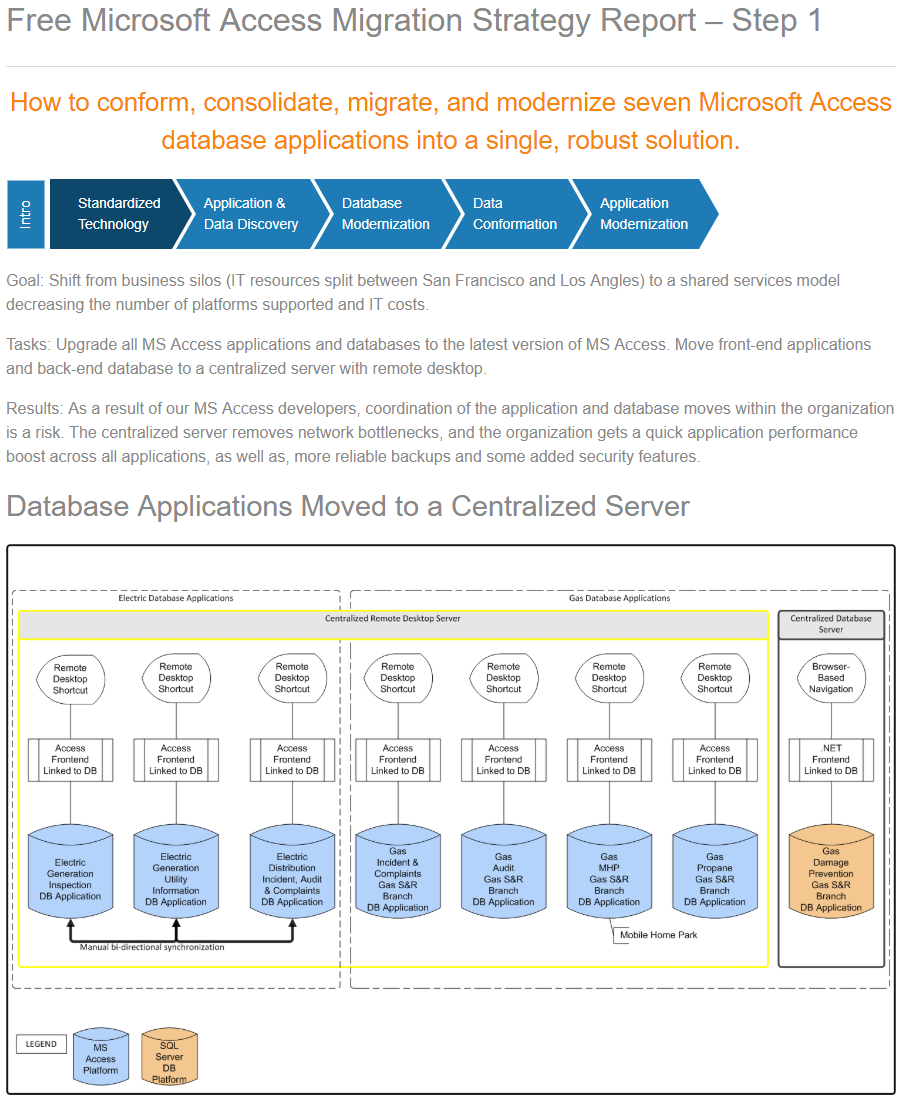 Free Microsoft Access Migration Strategy Report – Step 1
How to conform, consolidate, migrate, and modernize seven Microsoft Access
database applications into a single, robust solution.
Intro
Standardized
Technology
Application &
Data Discovery
Database
Modernization
Data
Conformation
Application
Modernization
Goal: Shift from business silos (IT resources split between San Francisco and Los Angles) to a shared services model
decreasing the number of platforms supported and IT costs.
Tasks: Upgrade all MS Access applications and databases to the latest version of MS Access. Move front-end applications
and back-end database to a centralized server with remote desktop.
Results: As a result of our MS Access developers, coordination of the application and database moves within the organization
is a risk. The centralized server removes network bottlenecks, and the organization gets a quick application performance
boost across all applications, as well as, more reliable backups and some added security features.
Database Applications Moved to a Centralized Server
Electric Database Applications
Gas Database Applications
Centralized Remote Desktop Server
Centralized Database
Server
Remote
Desktop
Shortcut
Remote
Desktop
Shortcut
Remote
Desktop
Shortcut
Remote
Desktop
Shortcut
Remote
Desktop
Shortcut
Remote
Desktop
Shortcut
Remote
Desktop
Shortcut
Browser-
Based
Navigation
Access
Frontend
Linked to DB
Access
Frontend
Linked to DB
Access
Frontend
Linked to DB
Access
Frontend
Linked to DB
Access
Frontend
Linked to DB
Access
Frontend
Linked to DB
Access
Frontend
Linked to DB
.NET
Frontend
Linked to DB
Electric
Generation
Inspection
DB Application
Electric
Generation
Utility
Information
DB Application
Electric
Distribution
Incident, Audit
& Complaints
DB Application
Gas
Incident &
Complaints
Gas S&R
Branch
DB Application
Gas
Audit
Gas S&R
Branch
DB Application
Gas
MHP
Gas S&R
Branch
DB Application
Gas
Propane
Gas S&R
Branch
DB Application
Gas
Damage
Prevention
Gas S&R
Branch
DB Application
Manual bi-directional synchronization
Mobile Home Park
LEGEND
MS
Access
Platform
SQL
Server
DB
Platform